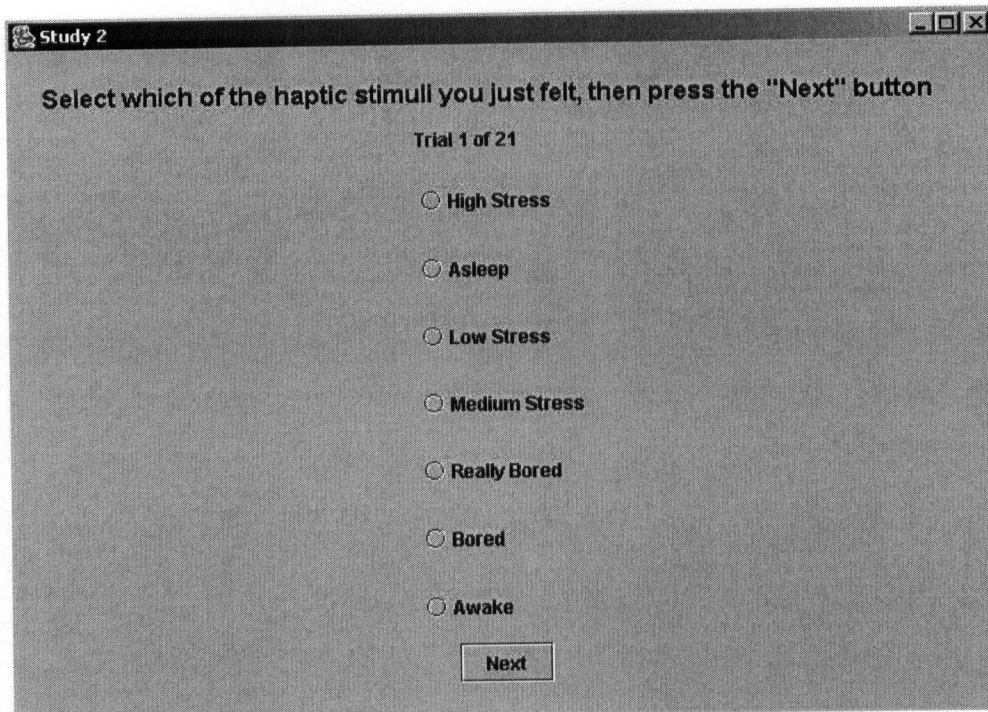 Study 2
Select which of the haptic stimuli you just felt, then press the "Next" button
Trial 1 of 21
High Stress
Asleep
Low Stress
Medium Stress
Really Bored
Bored
Awake
Next